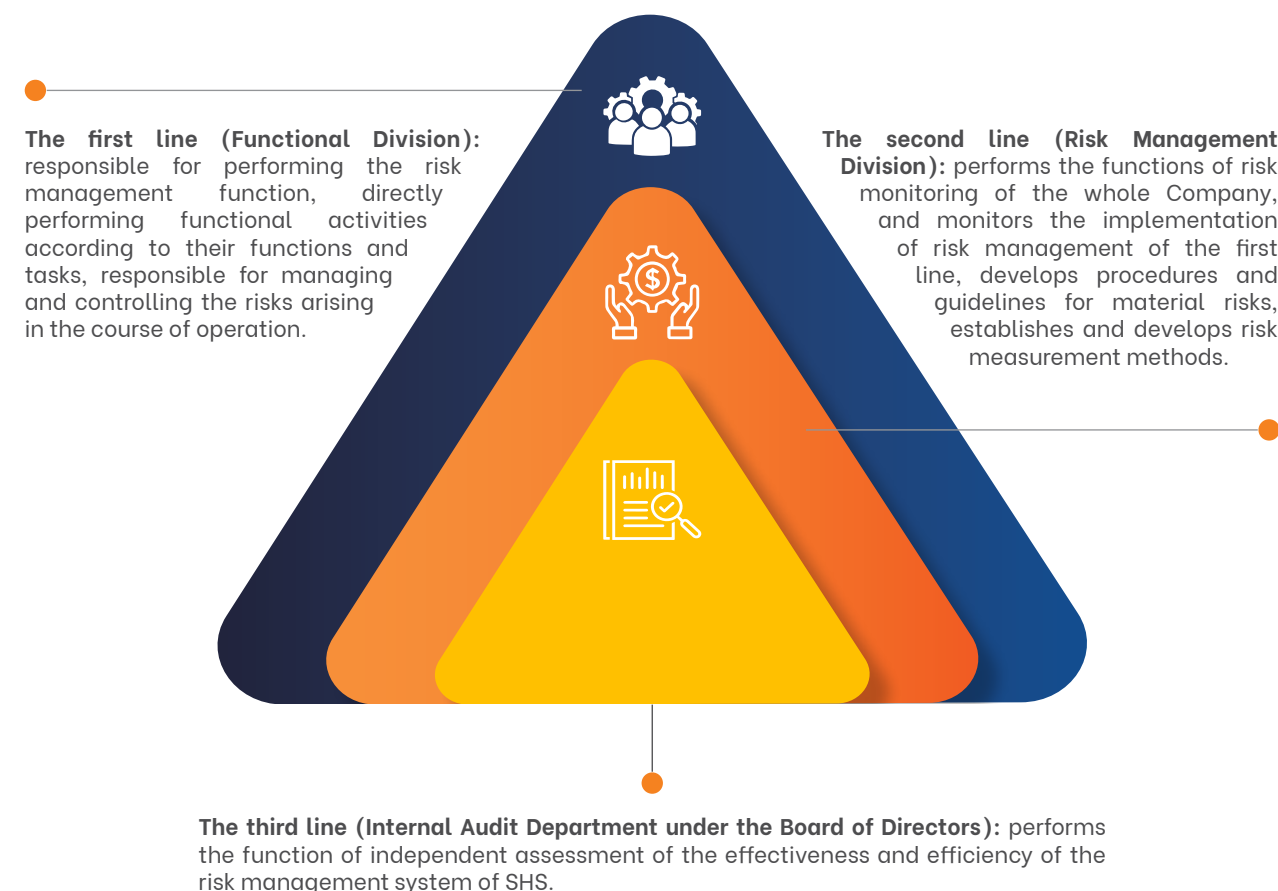 The first line (Functional Division):
responsible for performing the risk
management function, directly
performing functional activities
according to their functions and
tasks, responsible for managing
and controlling the risks arising
in the course of operation.
The second line (Risk Management
Division): performs the functions of risk
monitoring of the whole Company,
and monitors the implementation
of risk management of the first
line, develops procedures and
guidelines for material risks,
establishes and develops risk
measurement methods.
$
The third line (Internal Audit Department under the Board of Directors): performs
the function of independent assessment of the effectiveness and efficiency of the
risk management system of SHS.